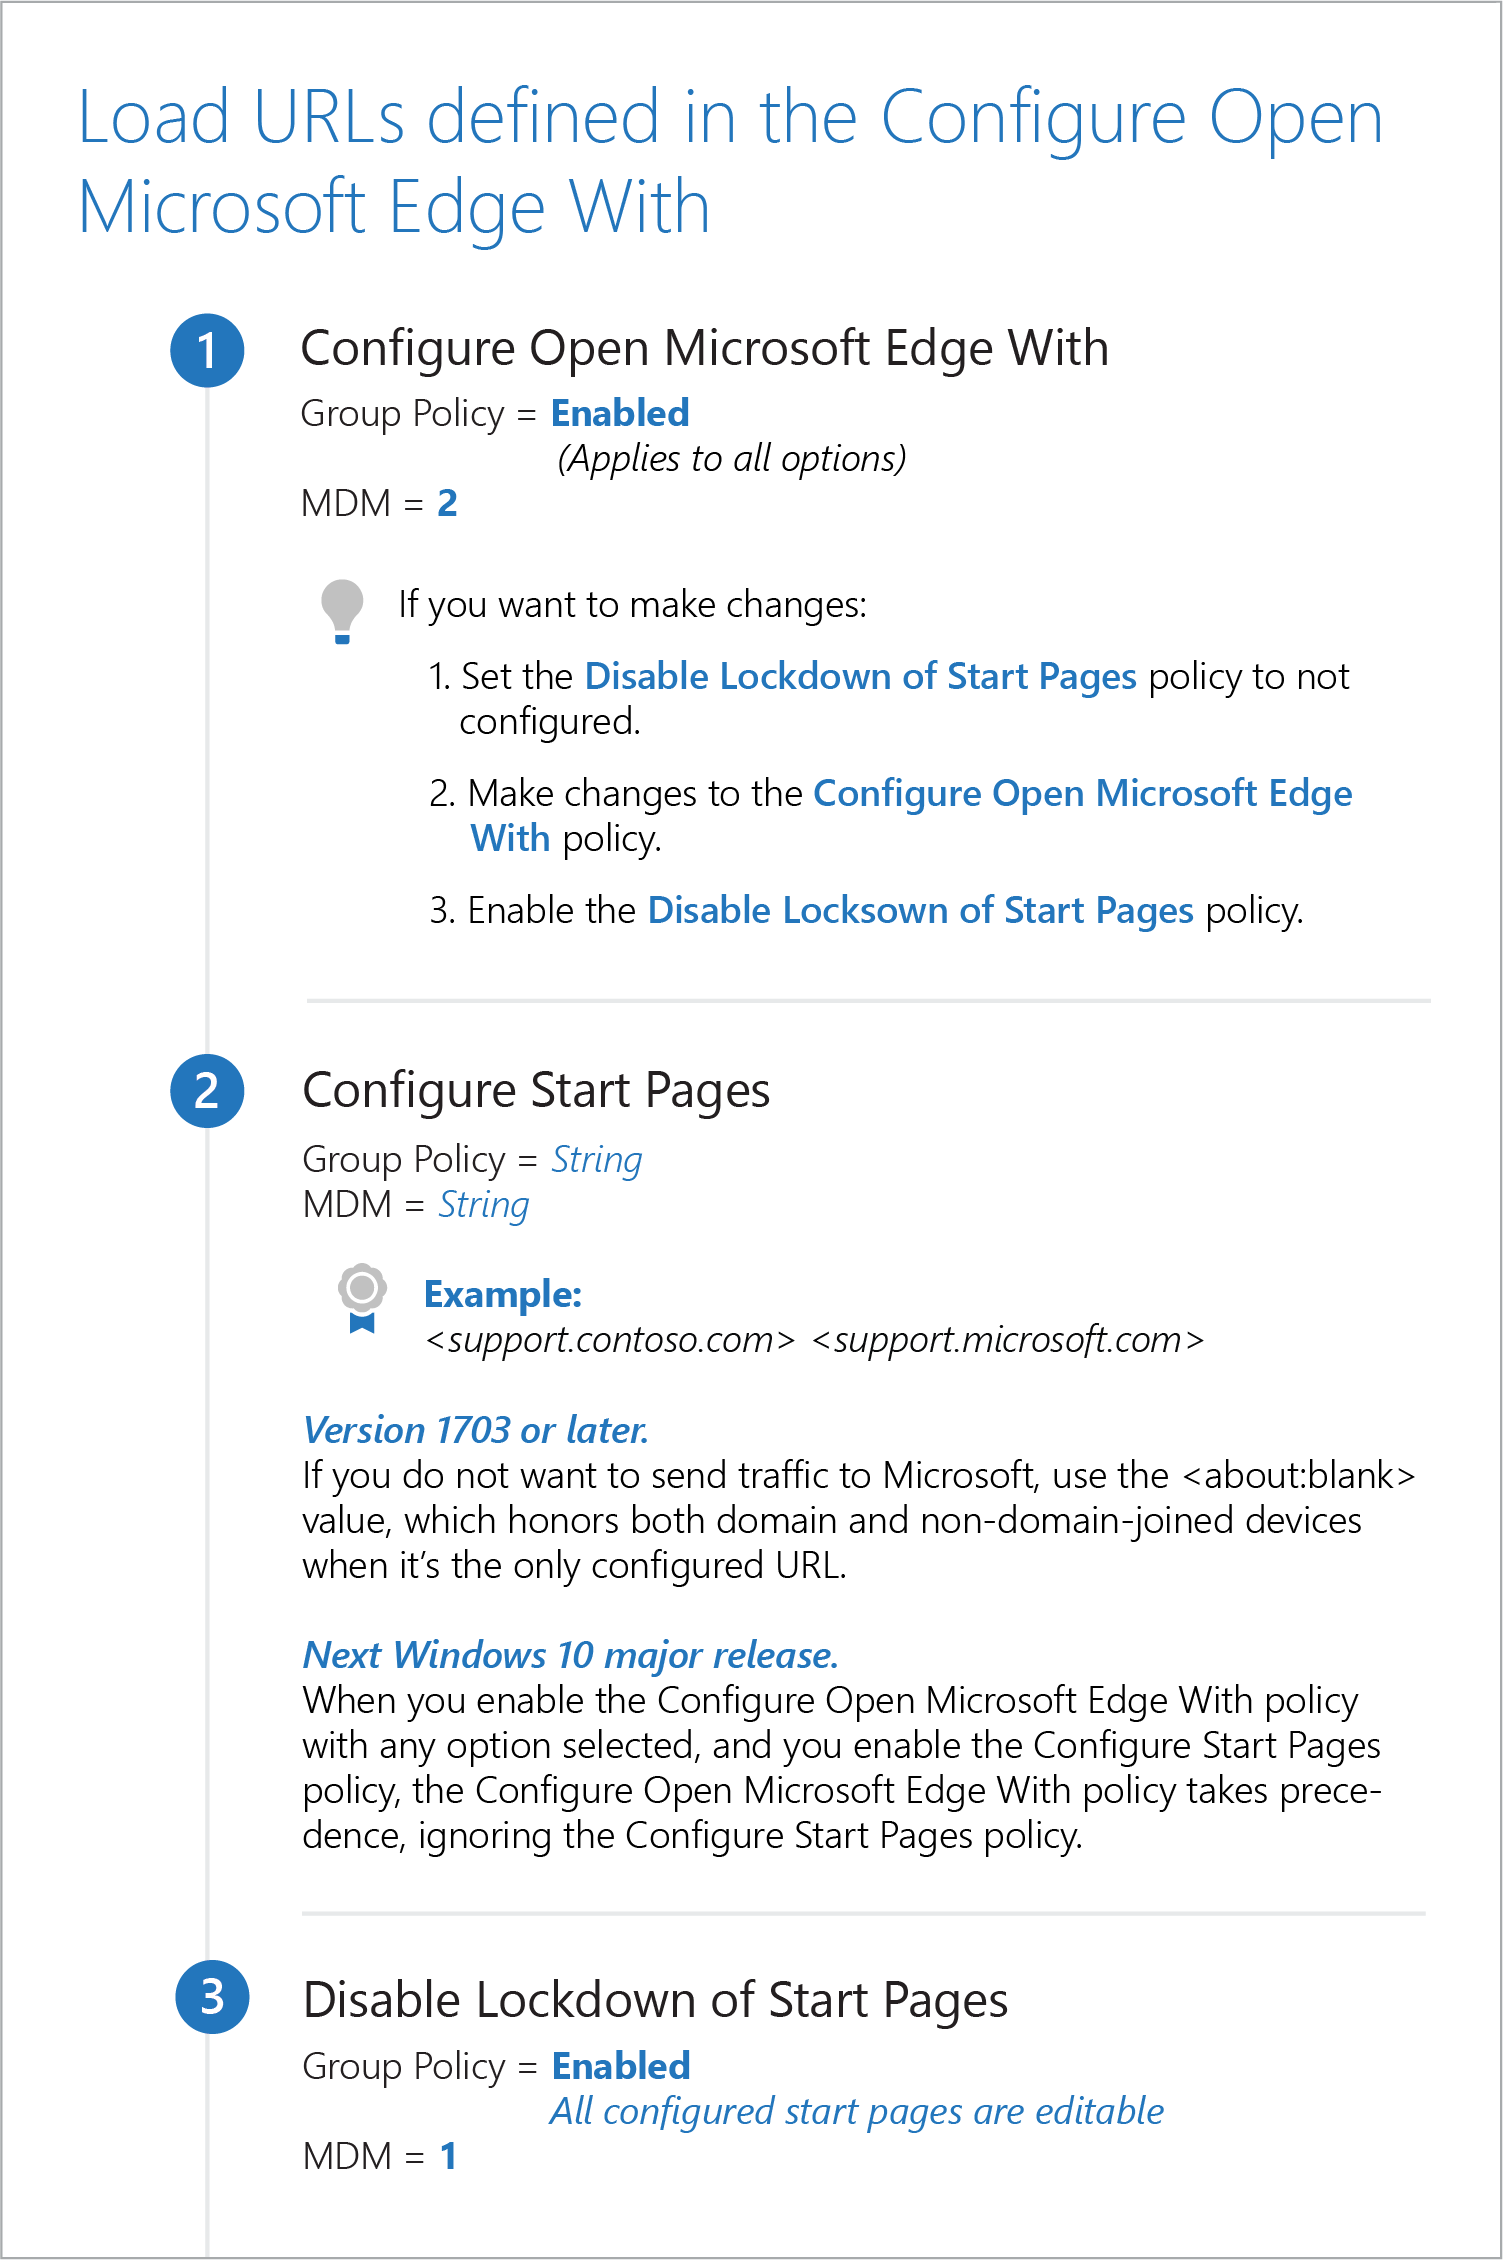 Load URLs defined in the Configure Open
Microsoft Edge With
1
Configure Open Microsoft Edge With
Group Policy = Enabled
(Applies to all options)
MDM = 2
If you want to make changes:
1. Set the Disable Lockdown of Start Pages policy to not
configured.
2. Make changes to the Configure Open Microsoft Edge
With policy.
3. Enable the Disable Locksown of Start Pages policy.
2
Configure Start Pages
Group Policy = String
MDM = String
Example:
<support.contoso.com> <support.microsoft.com>
Version 1703 or later.
If you do not want to send traffic to Microsoft, use the <about:blank>
value, which honors both domain and non-domain-joined devices
when it’s the only configured URL.
Next Windows 10 major release.
When you enable the Configure Open Microsoft Edge With policy
with any option selected, and you enable the Configure Start Pages
policy, the Configure Open Microsoft Edge With policy takes prece-
dence, ignoring the Configure Start Pages policy.
3
Disable Lockdown of Start Pages
Group Policy = Enabled
All configured start pages are editable
MDM = 1